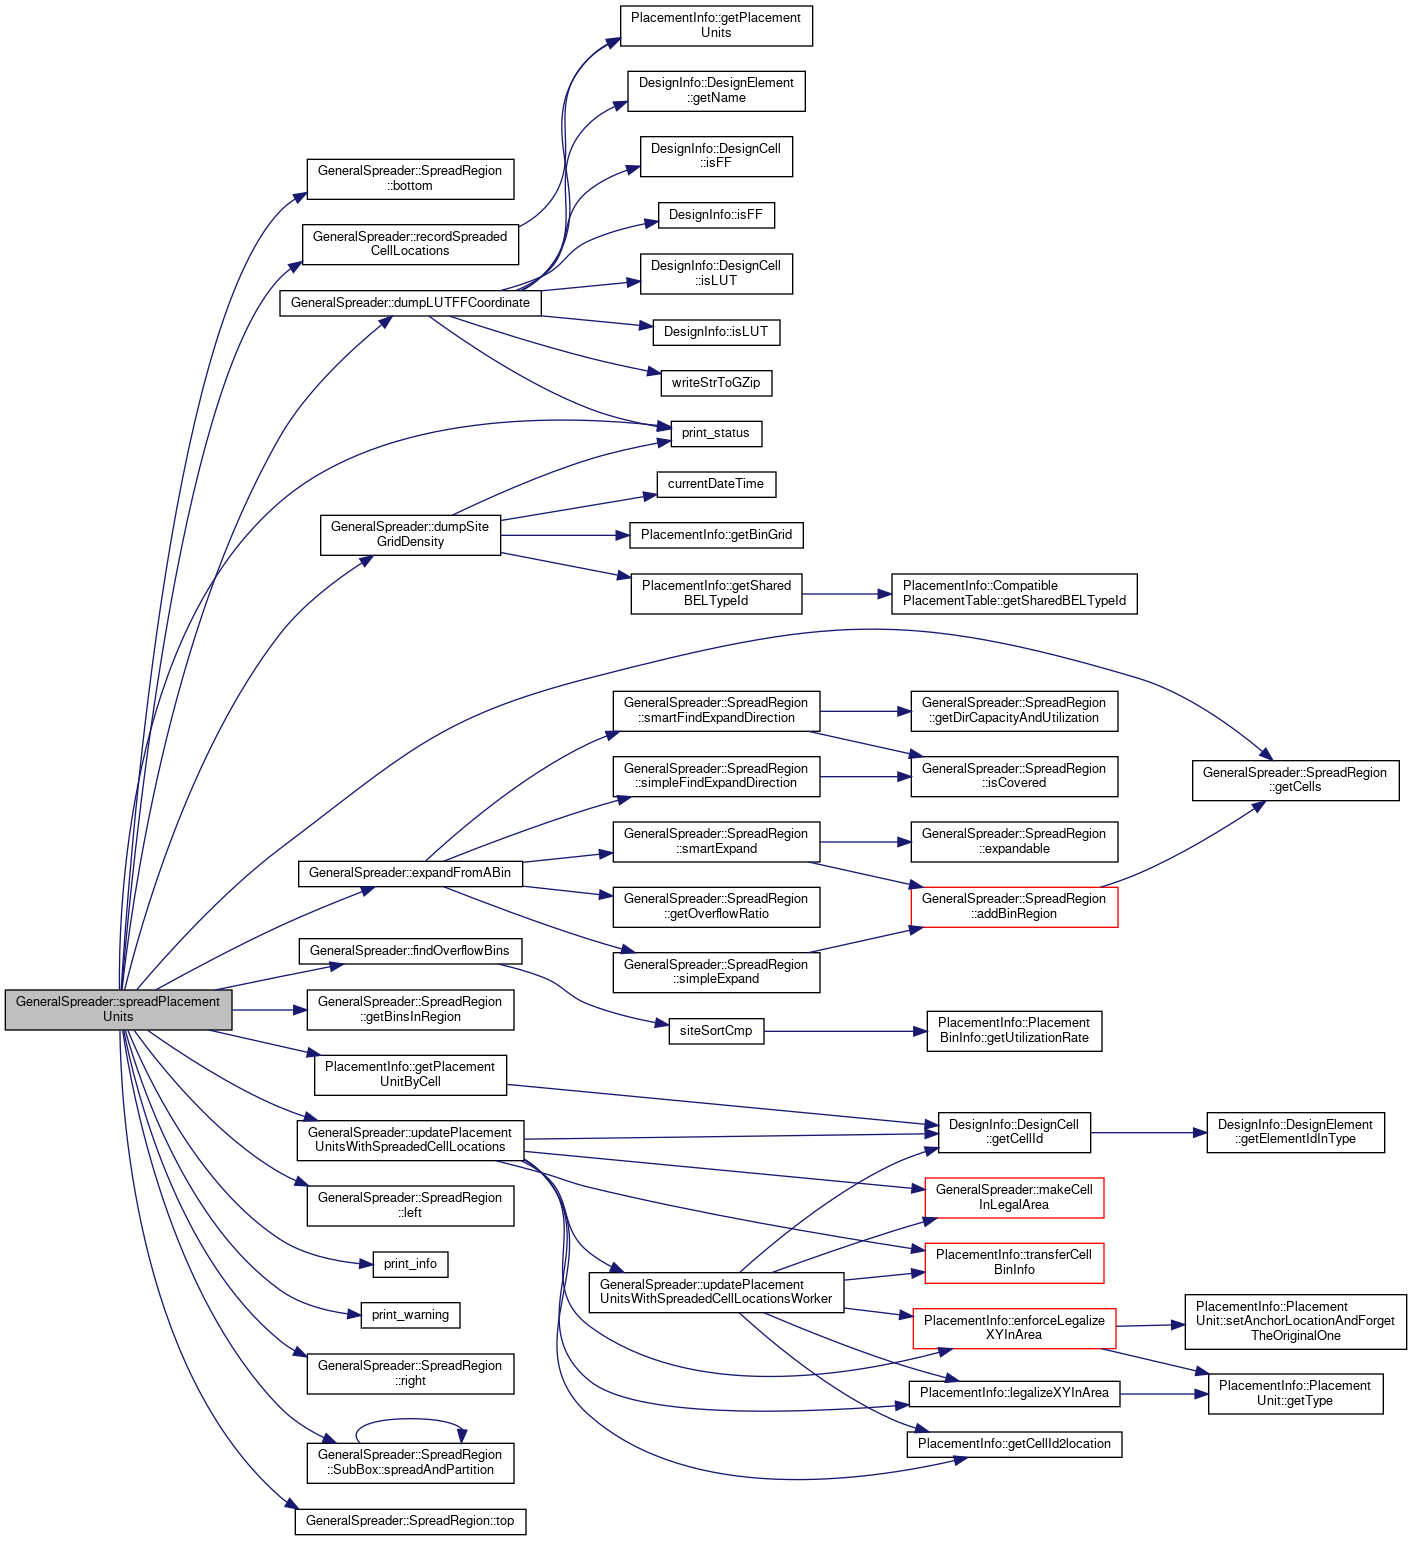 PlacementInfo::getPlacement
Units
DesignInfo::DesignElement
::getName
DesignInfo::DesignCell
::isFF
GeneralSpreader::SpreadRegion
::bottom
DesignInfo::isFF
GeneralSpreader::recordSpreaded
CellLocations
DesignInfo::DesignCell
::isLUT
GeneralSpreader::dumpLUTFFCoordinate
DesignInfo::isLUT
writeStrToGZip
print_status
currentDateTime
GeneralSpreader::dumpSite
GridDensity
PlacementInfo::getBinGrid
PlacementInfo::getShared
BELTypeId
PlacementInfo::Compatible
PlacementTable::getSharedBELTypeId
GeneralSpreader::SpreadRegion
::smartFindExpandDirection
GeneralSpreader::SpreadRegion
::getDirCapacityAndUtilization
GeneralSpreader::SpreadRegion
::simpleFindExpandDirection
GeneralSpreader::SpreadRegion
::isCovered
GeneralSpreader::SpreadRegion
::getCells
GeneralSpreader::SpreadRegion
::smartExpand
GeneralSpreader::SpreadRegion
::expandable
GeneralSpreader::expandFromABin
GeneralSpreader::SpreadRegion
::getOverflowRatio
GeneralSpreader::SpreadRegion
::addBinRegion
GeneralSpreader::findOverflowBins
GeneralSpreader::SpreadRegion
::simpleExpand
GeneralSpreader::spreadPlacement
Units
GeneralSpreader::SpreadRegion
::getBinsInRegion
siteSortCmp
PlacementInfo::Placement
BinInfo::getUtilizationRate
PlacementInfo::getPlacement
UnitByCell
GeneralSpreader::updatePlacement
UnitsWithSpreadedCellLocations
DesignInfo::DesignCell
::getCellId
DesignInfo::DesignElement
::getElementIdInType
GeneralSpreader::SpreadRegion
::left
GeneralSpreader::makeCell
InLegalArea
print_info
PlacementInfo::transferCell
BinInfo
GeneralSpreader::updatePlacement
UnitsWithSpreadedCellLocationsWorker
print_warning
PlacementInfo::enforceLegalize
XYInArea
PlacementInfo::Placement
Unit::setAnchorLocationAndForget
TheOriginalOne
GeneralSpreader::SpreadRegion
::right
PlacementInfo::legalizeXYInArea
PlacementInfo::Placement
Unit::getType
PlacementInfo::getCellId2location
GeneralSpreader::SpreadRegion
::SubBox::spreadAndPartition
GeneralSpreader::SpreadRegion::top